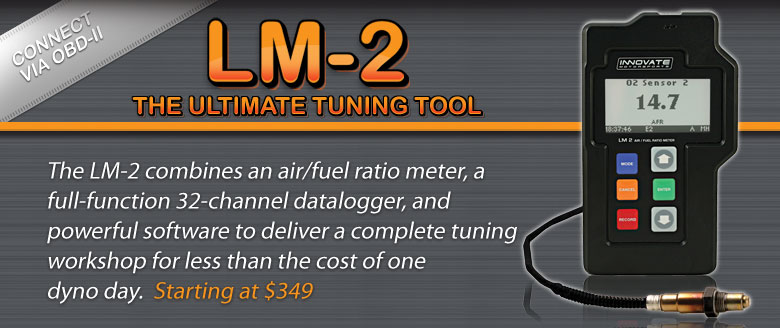 CONNECT
VIA OBD-II
LM-2
THE ULTIMATE TUNING TOOL
The LM-2 combines an air/fuel ratio meter, a
full-function 32-channel datalogger, and
powerful software to deliver a complete tuning
workshop for less than the cost of one
dyno day. Starting at $349
INNOVATE
MOTORSPORTS
O2 Sensor 2
14.7
AFR
18:37:46 E2 A MH
LM 2 AIR / FUEL RATIO METER
MODE
CANCEL
ENTER
RECORD